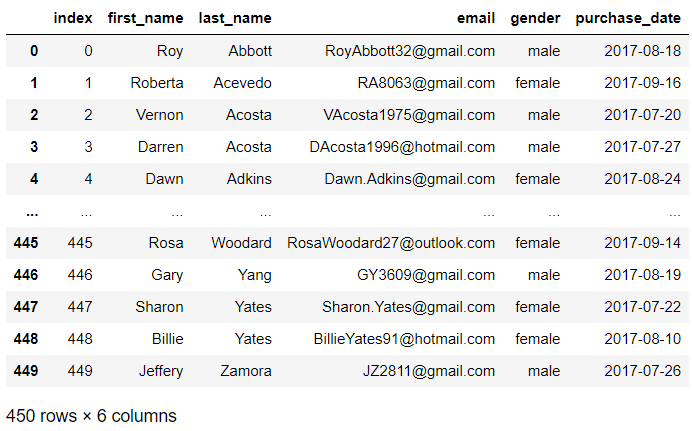 index first_name last_name email gender purchase_date
0 0 Roy Abbott RoyAbbott32@gmail.com male 2017-08-18
1 1 Roberta Acevedo RA8063@gmail.com female 2017-09-16
2 2 Vernon Acosta VAcosta1975@gmail.com male 2017-07-20
3 3 Darren Acosta DAcosta1996@hotmail.com male 2017-07-27
4 4 Dawn Adkins Dawn.Adkins@gmail.com female 2017-08-24
... ... ... ... ... ... ...
445 445 Rosa Woodard RosaWoodard27@outlook.com female 2017-09-14
446 446 Gary Yang GY3609@gmail.com male 2017-08-19
447 447 Sharon Yates Sharon.Yates@gmail.com female 2017-07-22
448 448 Billie Yates BillieYates91@hotmail.com female 2017-08-10
449 449 Jeffery Zamora JZ2811@gmail.com male 2017-07-26
450 rows × 6 columns